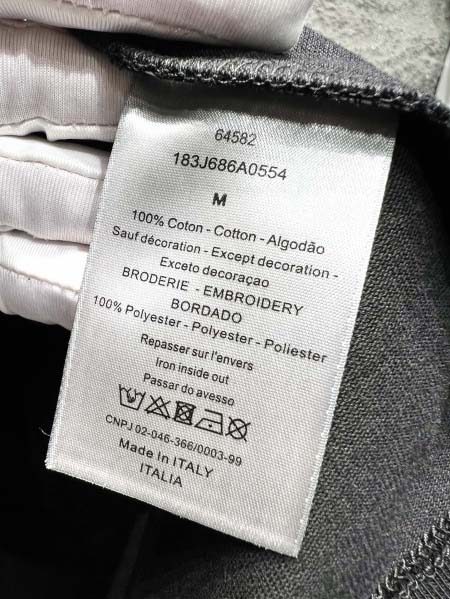 64582
183J686A0554
M
100% Coton - Cotton - Algodão
Sauf décoration - Except decoration -
Exceto decoraçao
BRODERIE - EMBROIDERY
BORDADO
100% Polyester - Polyester - Poliester
Repasser sur l'envers
Iron inside out
Passar do avesso
CNPJ 02-046-366/0003-99
Made in ITALY
ITALIA